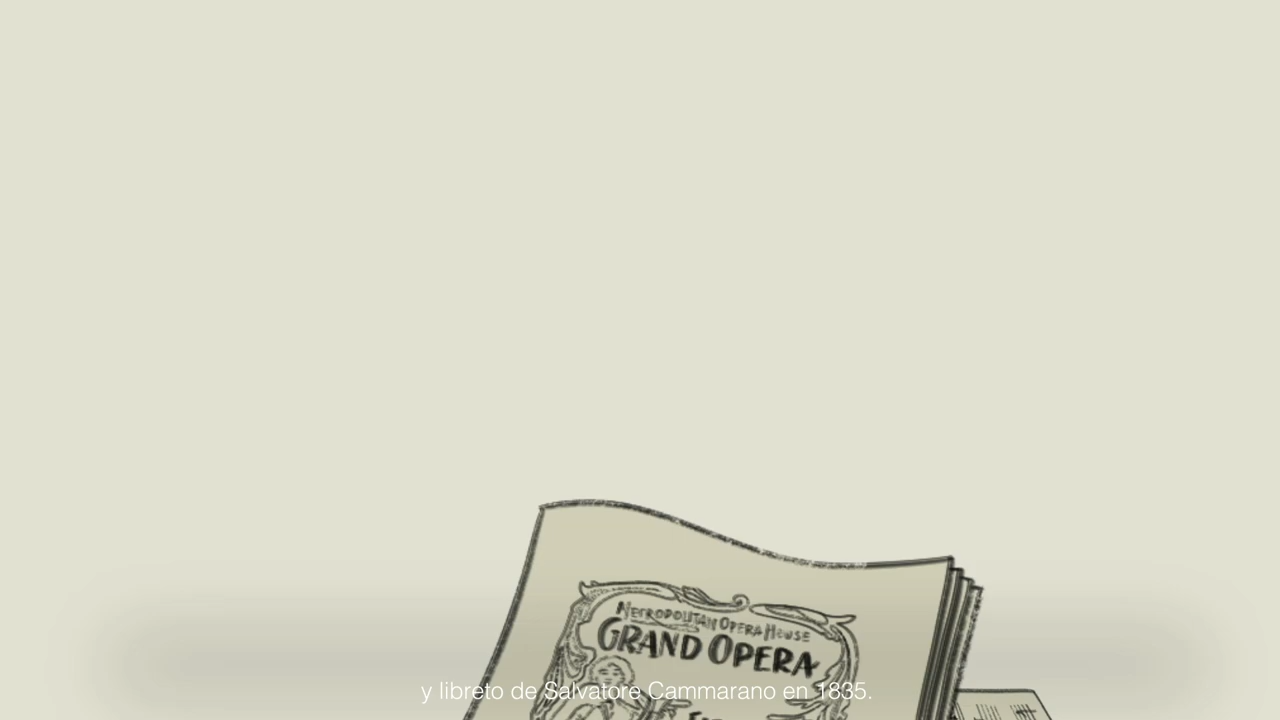 METROPOLITAN OPERA HOUSE
GRAND OPERA
y libreto de Salvatore Cammarano en 1835.